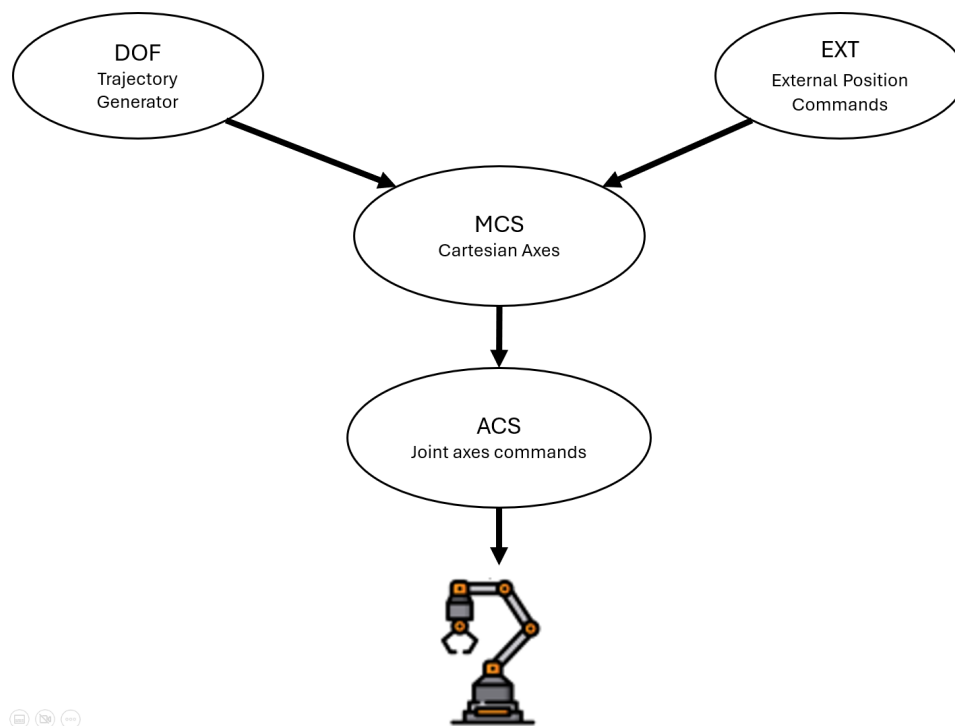 DOF
Trajectory
Generator
EXT
External Position
Commands
MCS
Cartesian Axes
ACS
Joint axes commands